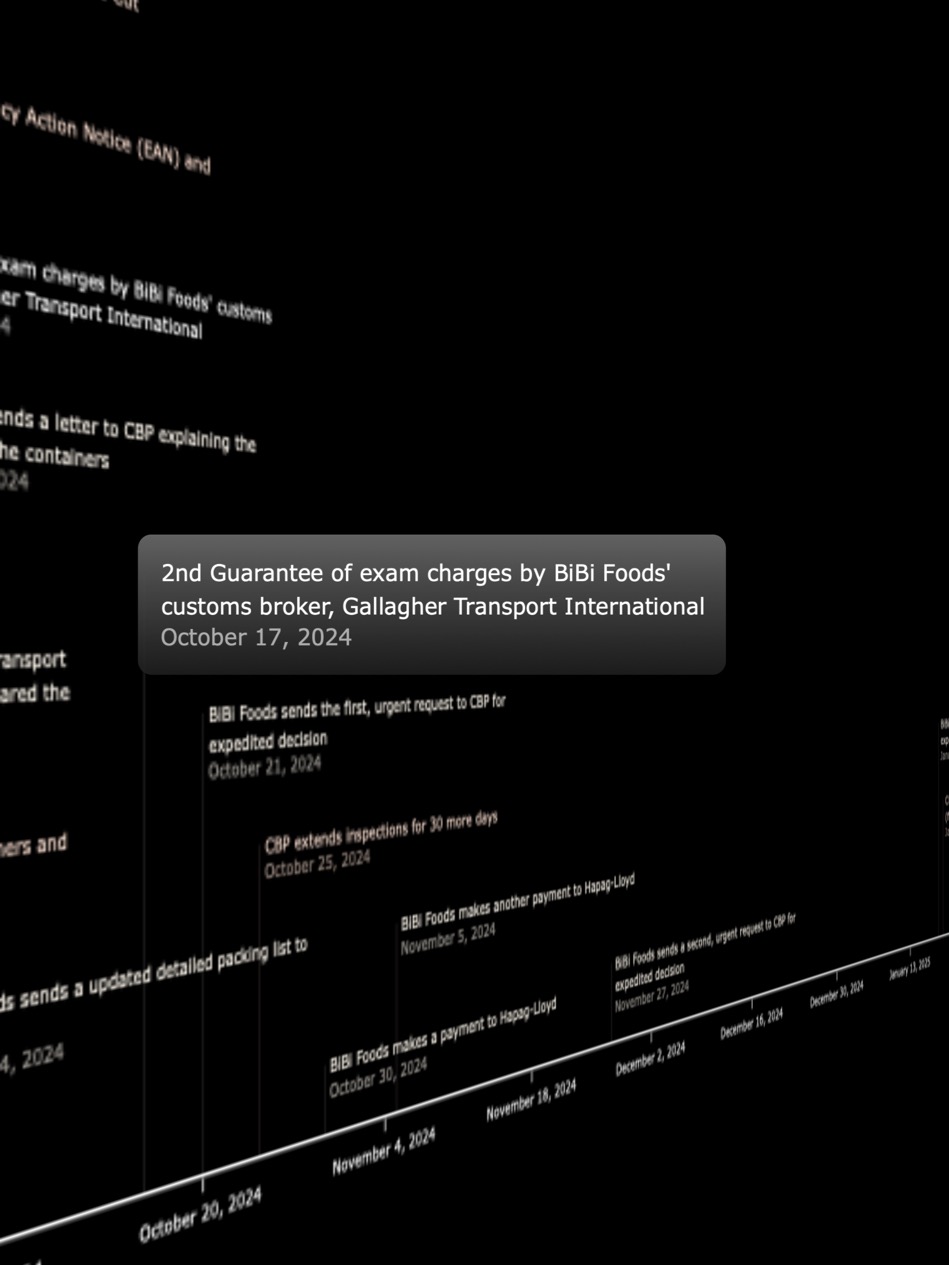 cy Action Notice (EAN) and
exam charges by BiBi Foods' customs
er Transport International
4
ends a letter to CBP explaining the
he containers
024
2nd Guarantee of exam charges by BiBi Foods'
customs broker, Gallagher Transport International
October 17, 2024
ransport
ared the
BiBi Foods sends the first, urgent request to CBP for
expedited decision
October 21, 2024
CBP extends inspections for 30 more days
October 25, 2024
ners and
BiBi Foods makes another payment to Hapag-Lloyd
November 5, 2024
BiBi Foods sends a second, urgent request to CBP for
expedited decision
November 27, 2024
ds sends a updated detailed packing list to
4, 2024
BiBi Foods makes a payment to Hapag-Lloyd
October 30, 2024
October 20, 2024
November 4, 2024
November 18, 2024
December 2, 2024
December 16, 2024
December 30, 2024
January 13, 2025